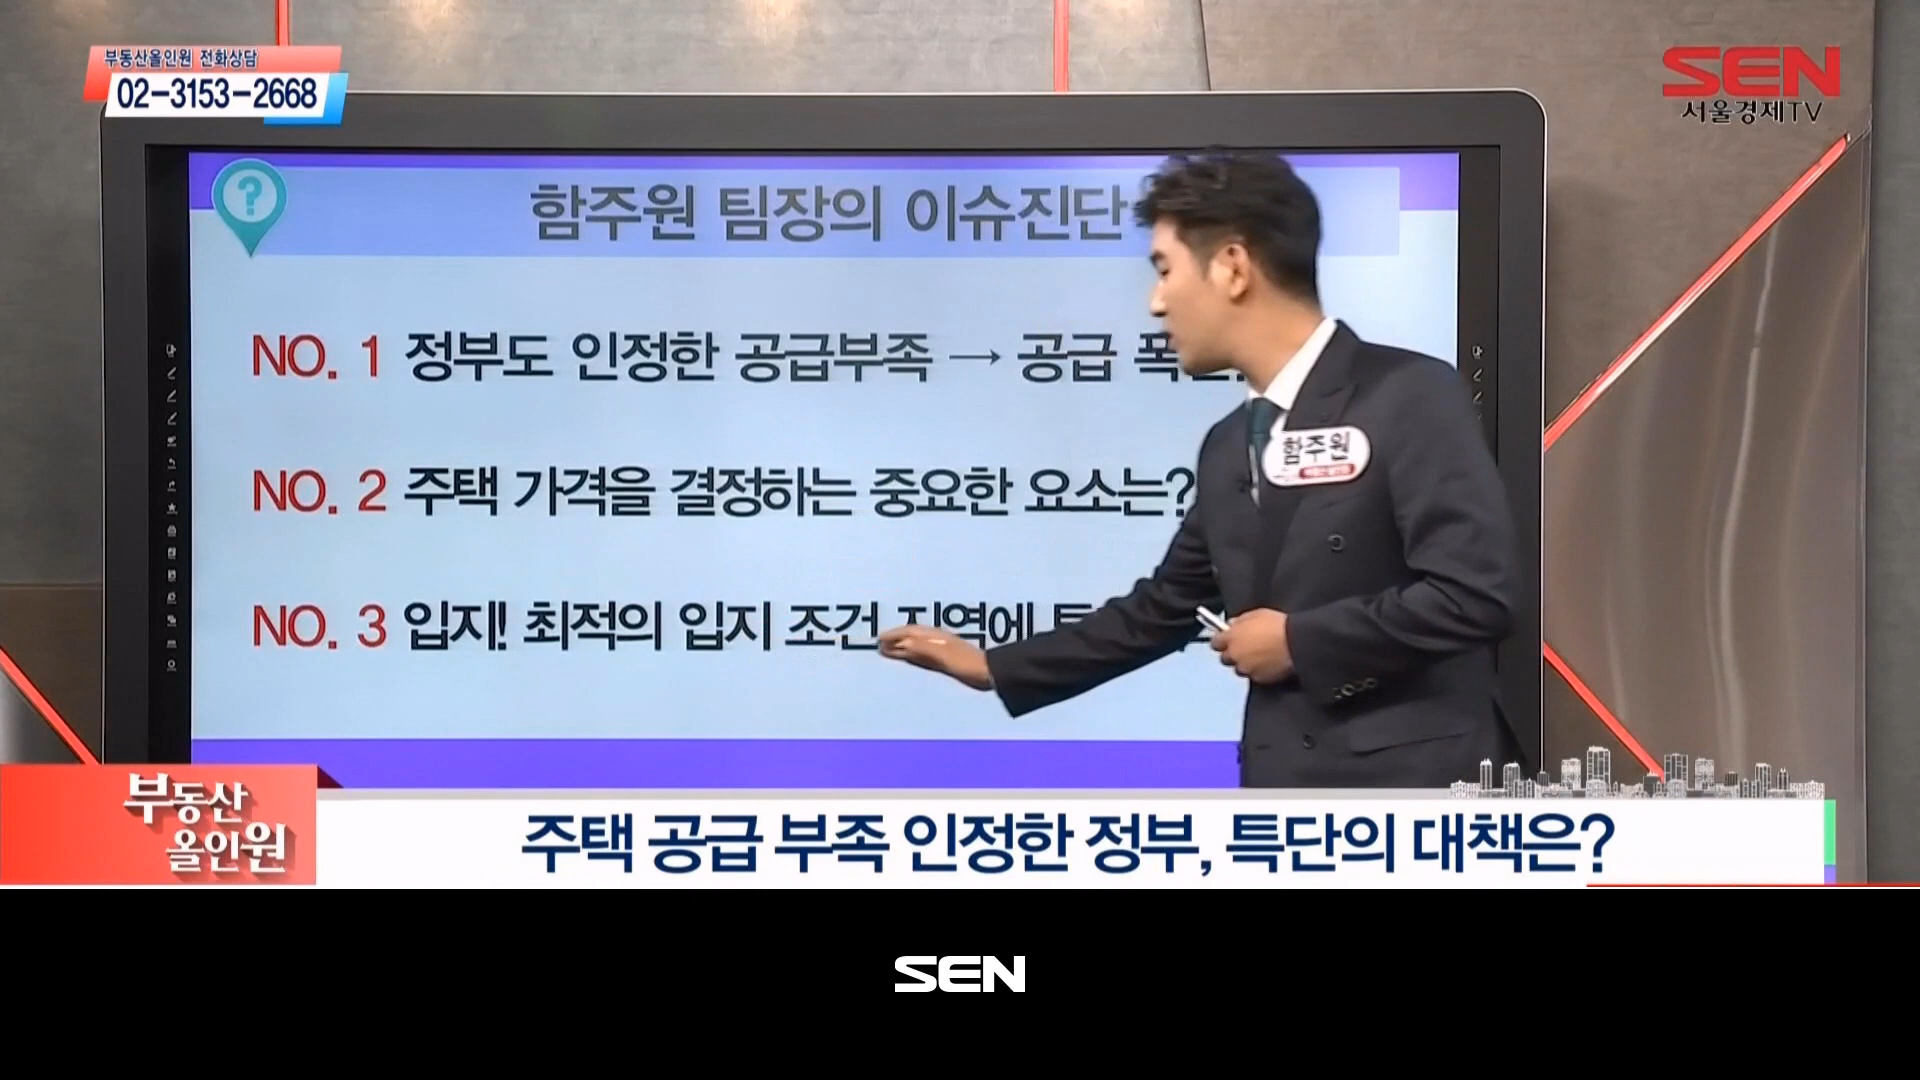 부동산올인원 전화상담
02-3153-2668
SEN
서울경제TV
함주원 팀장의 이슈진단
NO. 1 정부도 인정한 공급부족 → 공급
NO. 2 주택 가격을 결정하는 중요한 요소는?
NO. 3 입지! 최적의 입지 조건 지역에
함주원
부동산
올인원
주택 공급 부족 인정한 정부, 특단의 대책은?
SEN